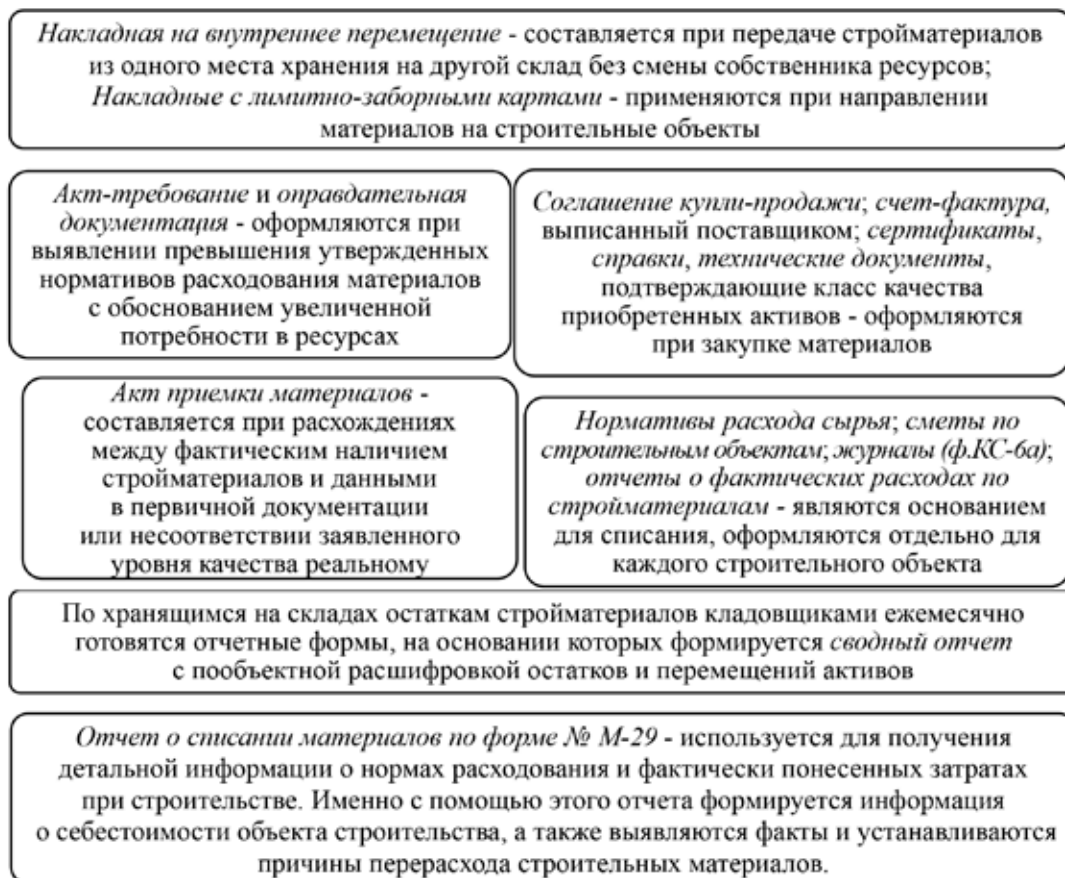 Накладная на внутреннее перемещение - составляется при передаче стройматериалов
из одного места хранения на другой склад без смены собственника ресурсов;
Накладные с лимитно-заборными картами - применяются при направлении
материалов на строительные объекты
Акт-требование и оправдательная
документация - оформляются при
выявлении превышения утвержденных
нормативов расходования материалов
с обоснованием увеличенной
потребности в ресурсах
Соглашение купли-продажи; счет-фактура,
выписанный поставщиком; сертификаты,
справки, технические документы,
подтверждающие класс качества
приобретенных активов - оформляются
при закупке материалов
Акт приемки материалов -
составляется при расхождениях
между фактическим наличием
стройматериалов и данными
в первичной документации
или несоответствии заявленного
уровня качества реальному
Нормативы расхода сырья; сметы по
строительным объектам; журналы (ф.КС-6а);
отчеты о фактических расходах по
стройматериалам - являются основанием
для списания, оформляются отдельно для
каждого строительного объекта
По хранящимся на складах остаткам стройматериалов кладовщиками ежемесячно
готовятся отчетные формы, на основании которых формируется сводный отчет
с пообъектной расшифровкой остатков и перемещений активов
Отчет о списании материалов по форме № М-29 - используется для получения
детальной информации о нормах расходования и фактически понесенных затратах
при строительстве. Именно с помощью этого отчета формируется информация
о себестоимости объекта строительства, а также выявляются факты и устанавливаются
причины перерасхода строительных материалов.